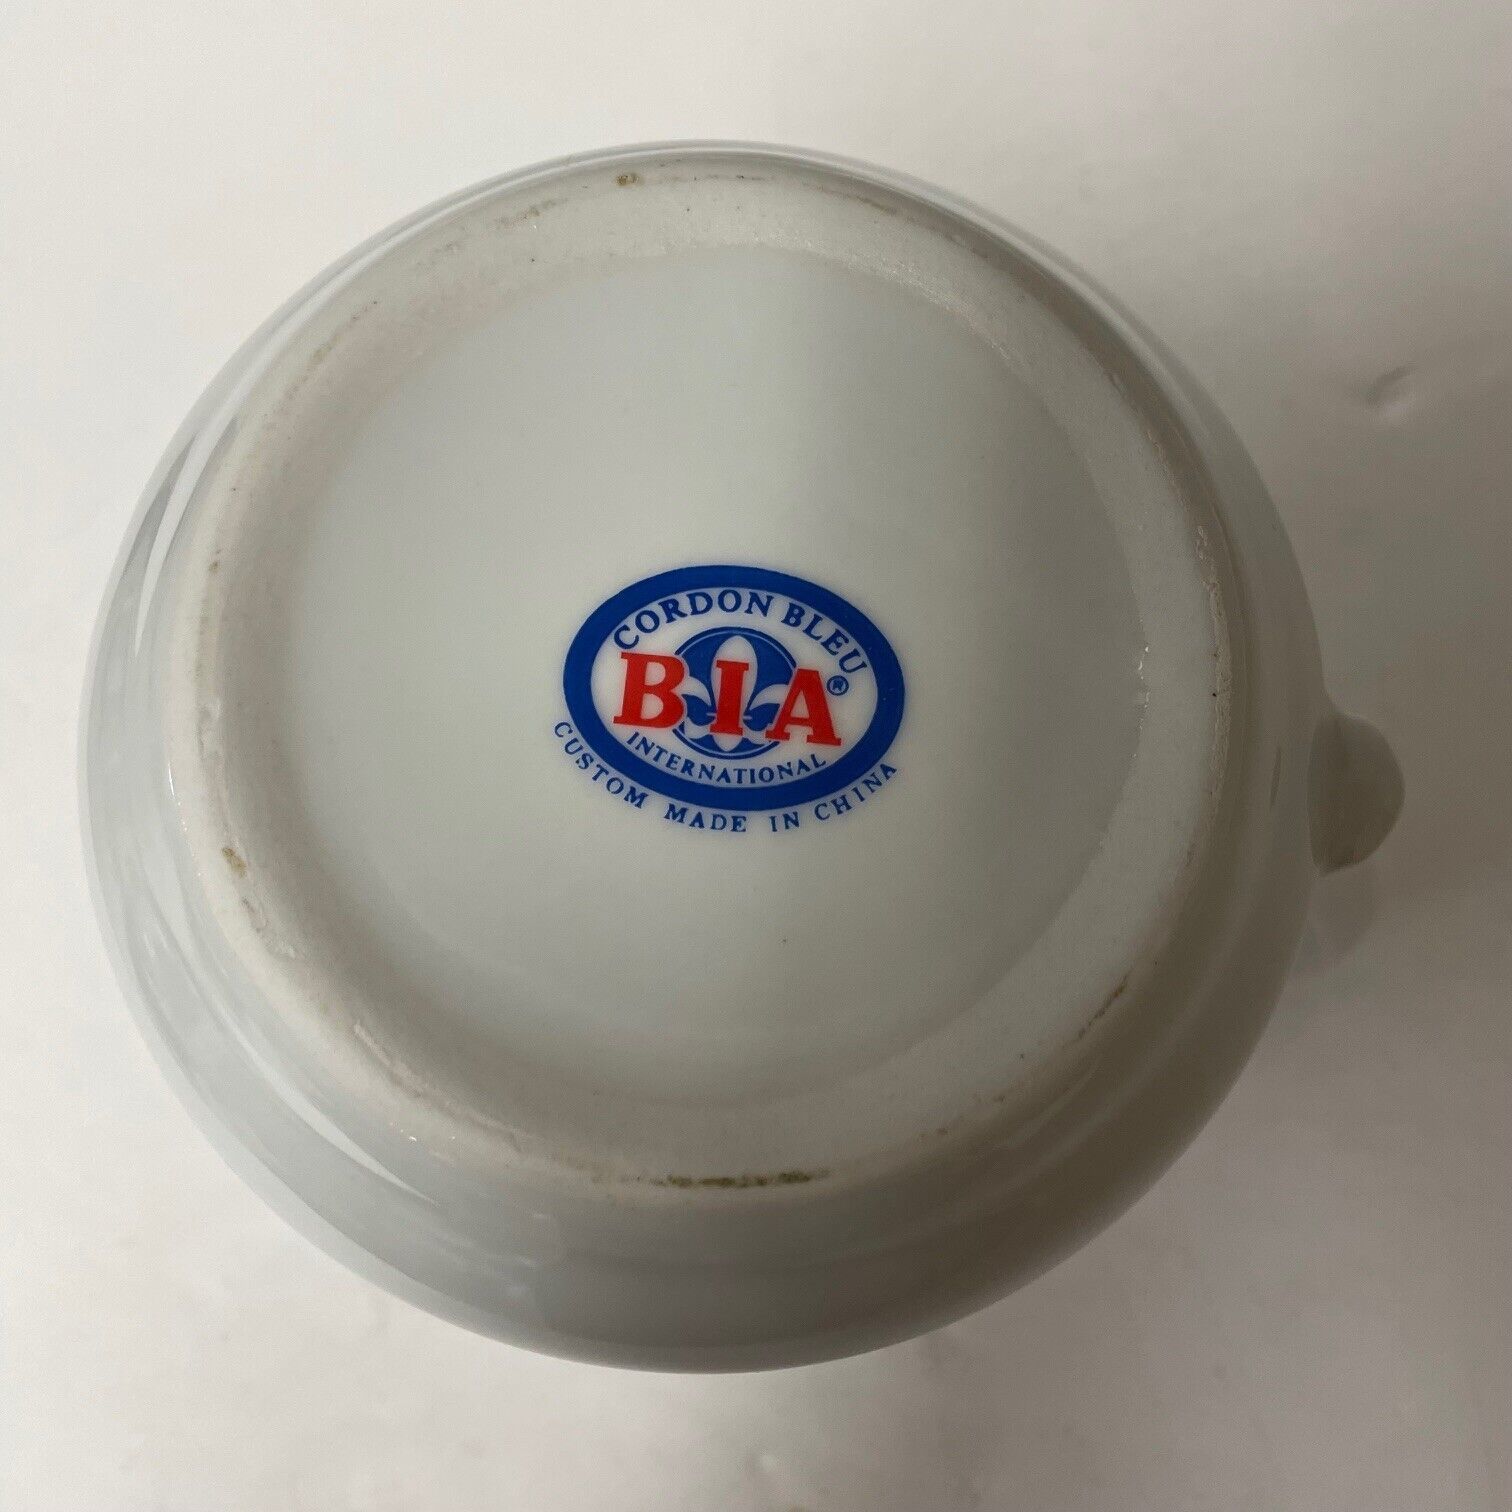 CORDON BLEU
BIA®
INTERNATIONAL
CUSTOM MADE IN CHINA